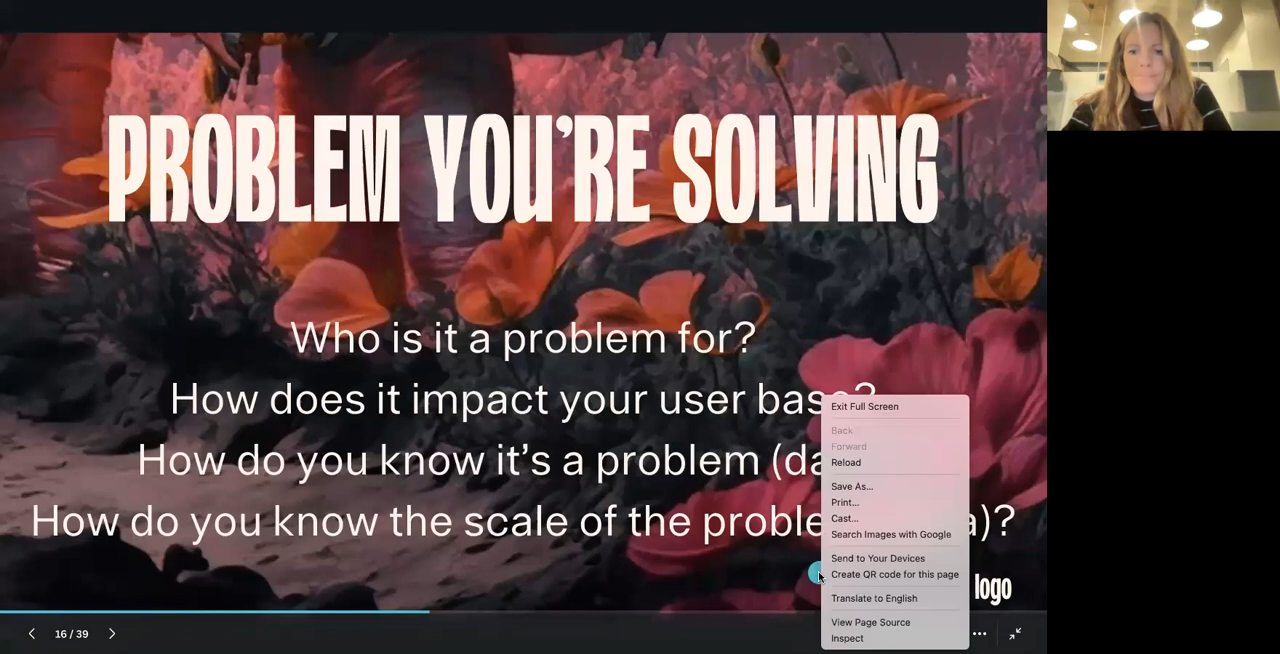 PROBLEM YOU'RE SOLVING
Who is it a problem for?
How does it impact your user base?
How do you know it's a problem (da
How do you know the scale of the proble a)?
Exit Full Screen
Back
Forward
Reload
Save As...
Print...
Cast...
Search Images with Google
Send to Your Devices
Create QR code for this page
Translate to English
View Page Source
Inspect
logo
16 / 39